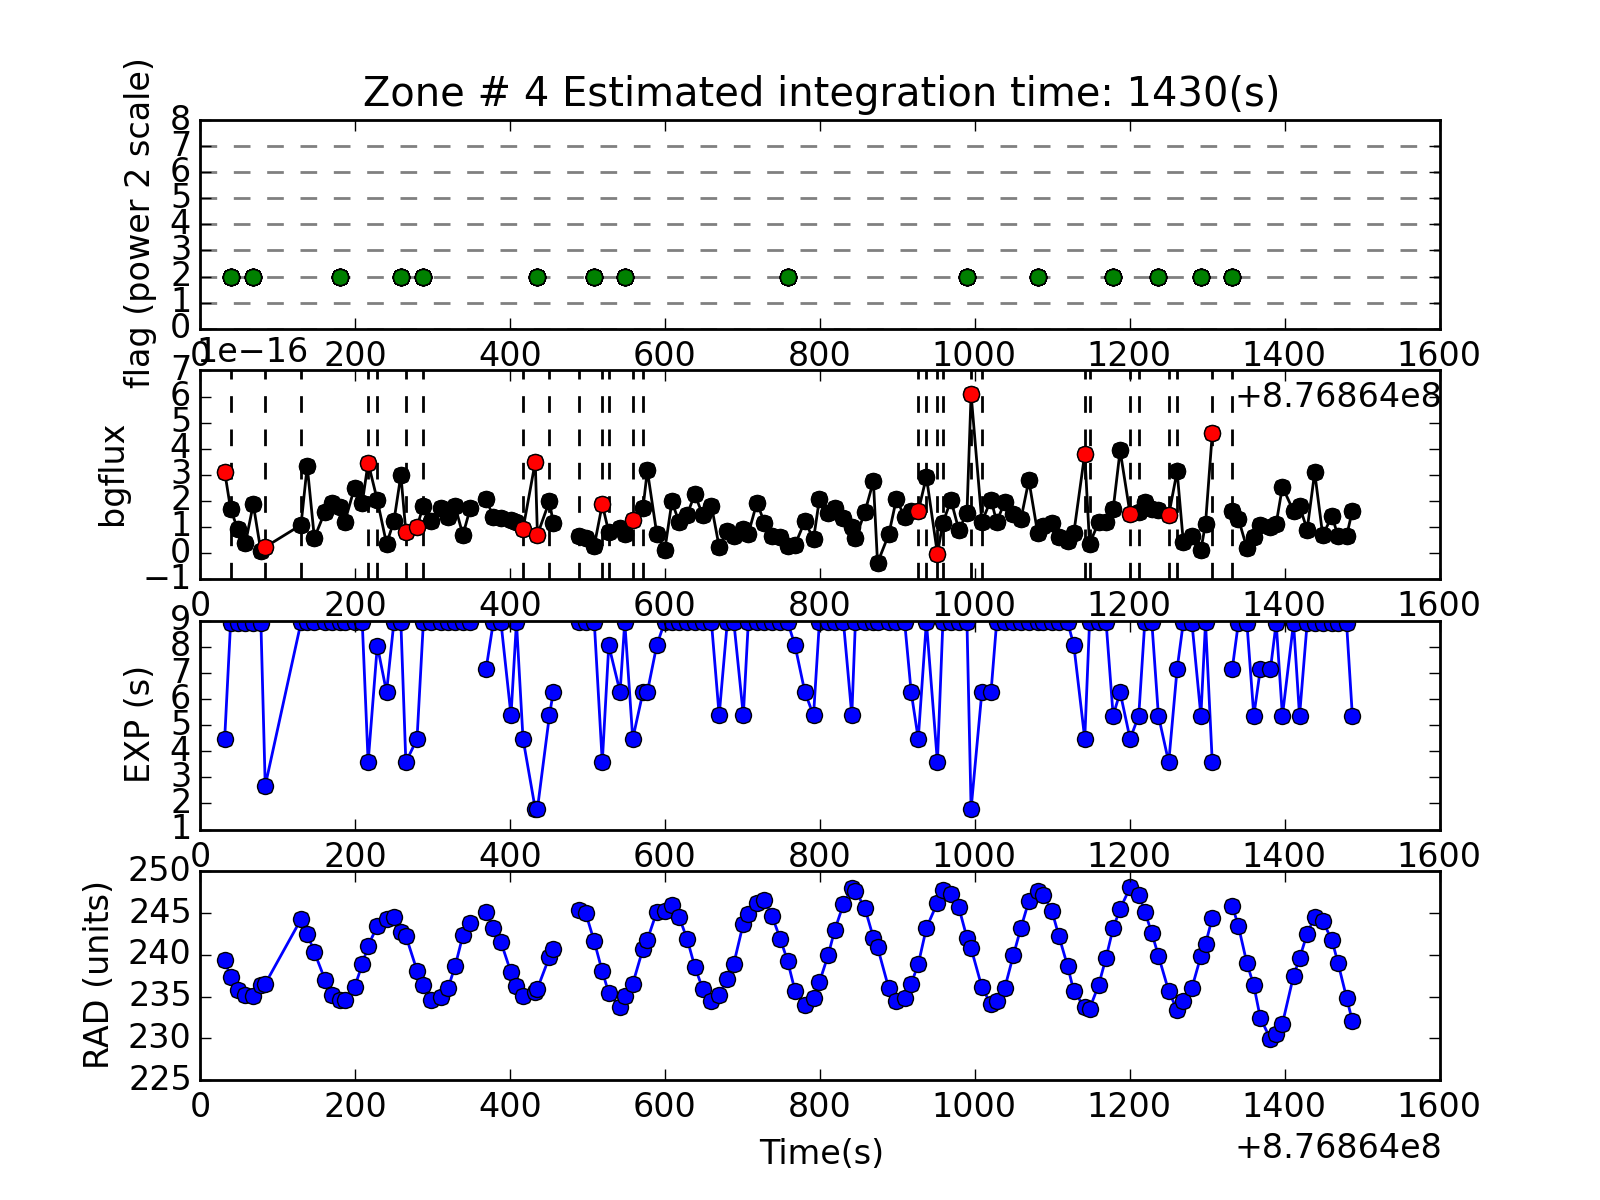 Zone # 4 Estimated integration time: 1430(s)
flag (power 2 scale)
8
7
6
5
4
3
2
1
0
0 200 400 600 800 1000 1200 1400 1600
+8.76864e8
1e−16
bgflux
7
6
5
4
3
2
1
0
−1
0 200 400 600 800 1000 1200 1400 1600
EXP (s)
9
8
7
6
5
4
3
2
1
0 200 400 600 800 1000 1200 1400 1600
RAD (units)
250
245
240
235
230
225
0 200 400 600 800 1000 1200 1400 1600
Time(s)
+8.76864e8